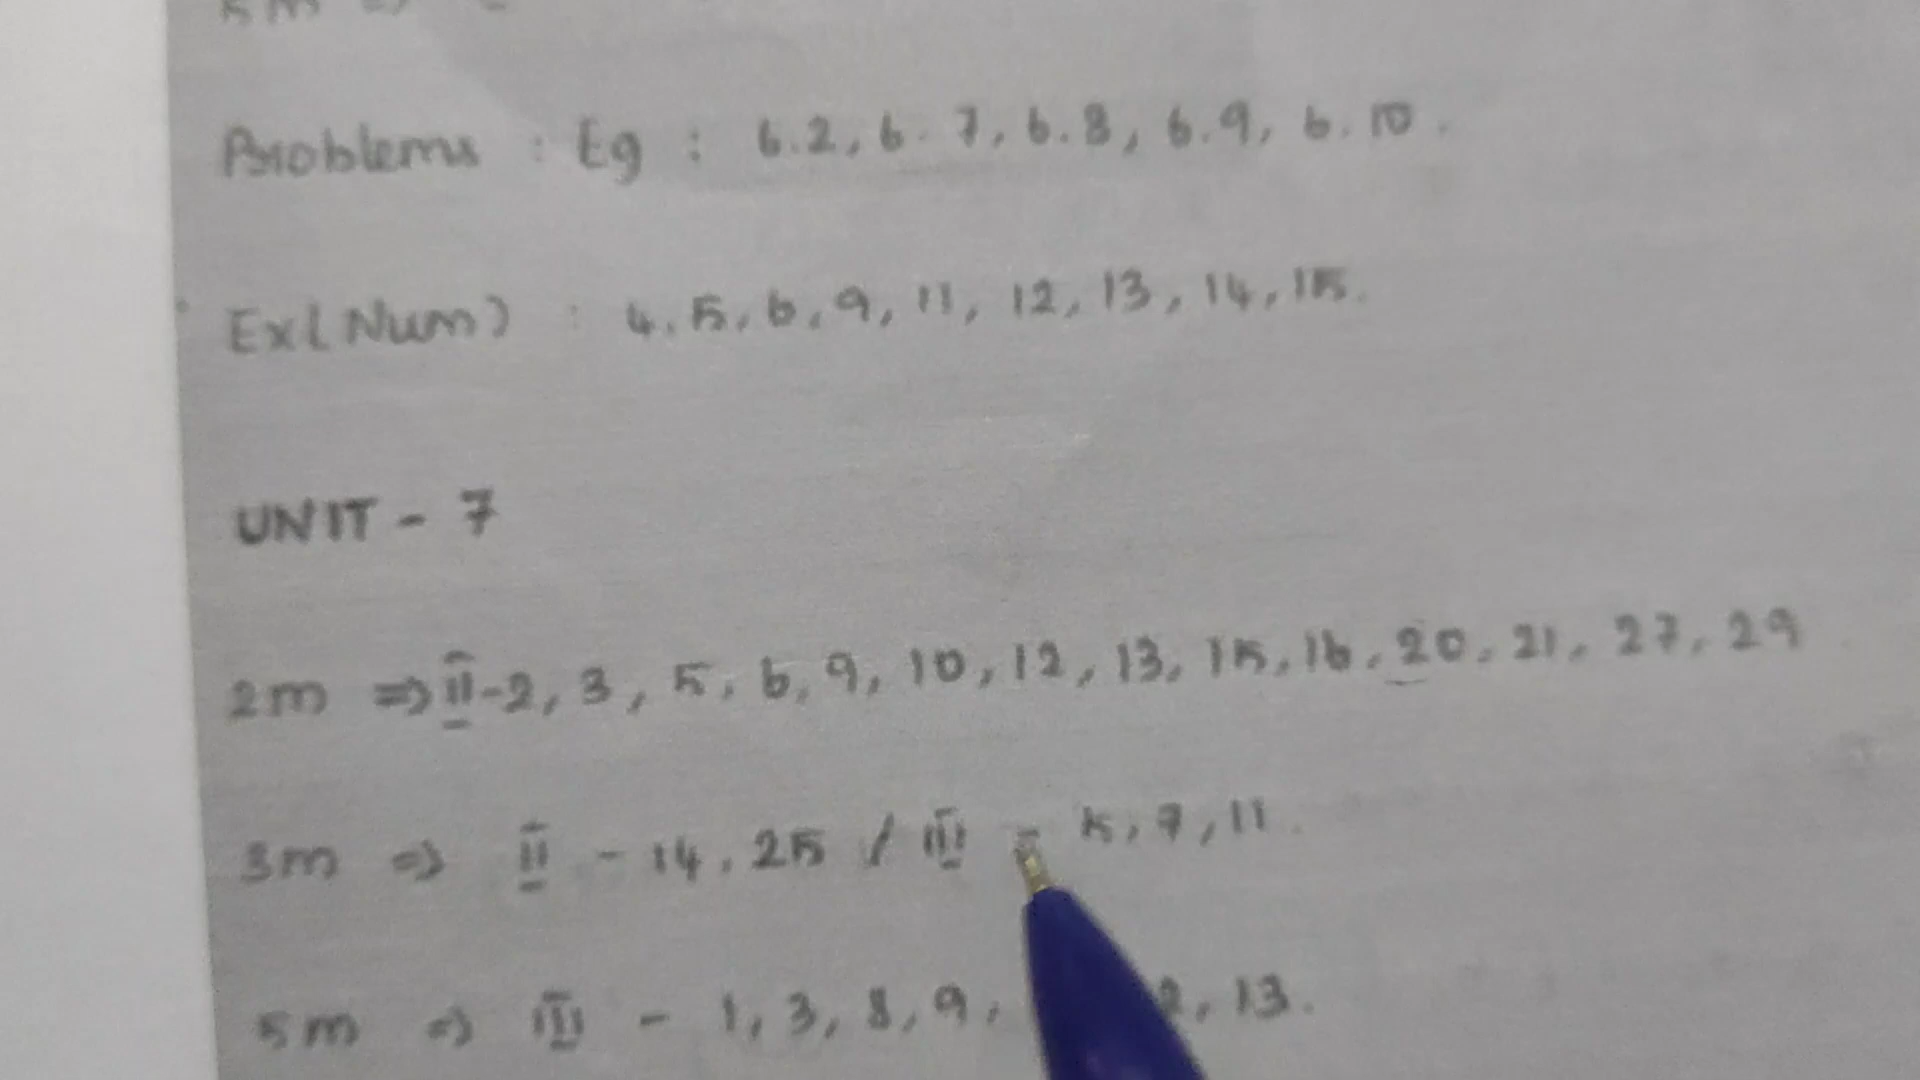 5m =>
Problems : Eg : 6.2, 6.7, 6.8, 6.9, 6.10.
Ex(Num) : 4, 5, 6, 9, 11, 12, 13, 14, 15.
UNIT - 7
2m => II - 2, 3, 5, 6, 9, 10, 12, 13, 15, 16, 20, 21, 27, 29
3m => II - 14, 25 / III - 5, 7, 11.
5m => III - 1, 3, 8, 9, 13.